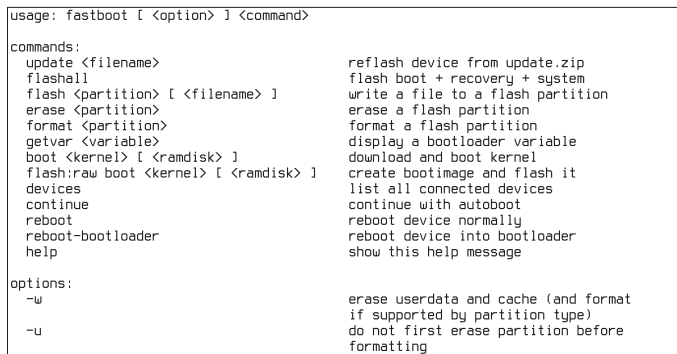 usage: fastboot [ <option> ] <command>
commands:
update <filename> reflash device from update.zip
flashall flash boot + recovery + system
flash <partition> [ <filename> ] write a file to a flash partition
erase <partition> erase a flash partition
format <partition> format a flash partition
getvar <variable> display a bootloader variable
boot <kernel> [ <ramdisk> ] download and boot kernel
flash:raw boot <kernel> [ <ramdisk> ] create bootimage and flash it
devices list all connected devices
continue continue with autoboot
reboot reboot device normally
reboot-bootloader reboot device into bootloader
help show this help message
options:
-w erase userdata and cache (and format
if supported by partition type)
-u do not first erase partition before
formatting